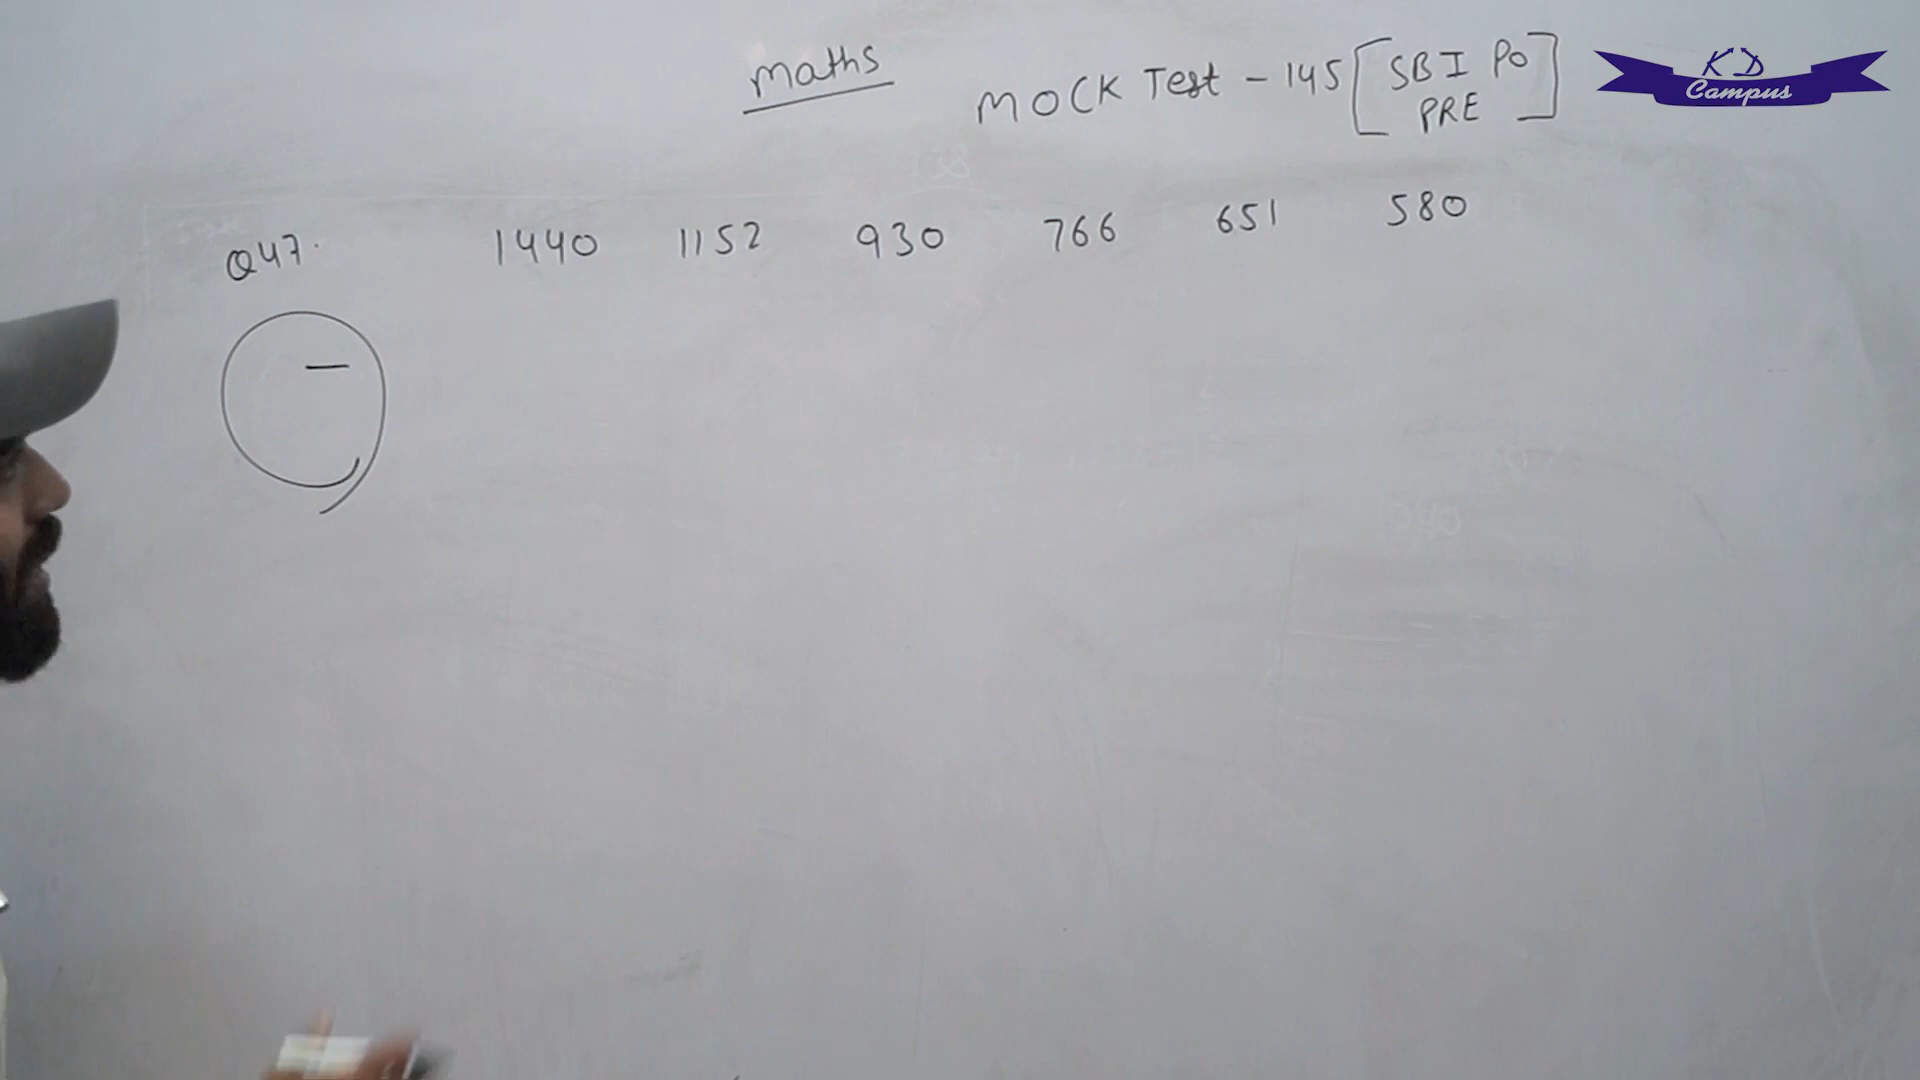 Maths
MOCK Test - 145 [SBI PO PRE]
KD Campus
Q47. 1440 1152 930 766 651 580